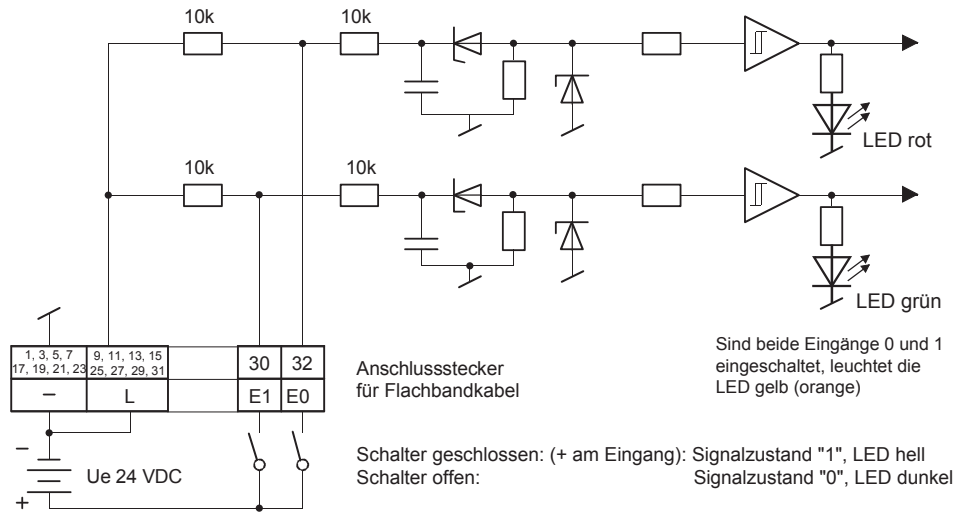 10k
10k
LED rot
10k
10k
LED grün
Sind beide Eingänge 0 und 1
eingeschaltet, leuchtet die
LED gelb (orange)
1, 3, 5, 7
17, 19, 21, 23
9, 11, 13, 15
25, 27, 29, 31
30
32
–
L
E1
E0
Anschlussstecker
für Flachbandkabel
–
Ue 24 VDC
+
Schalter geschlossen: (+ am Eingang): Signalzustand "1", LED hell
Schalter offen: Signalzustand "0", LED dunkel